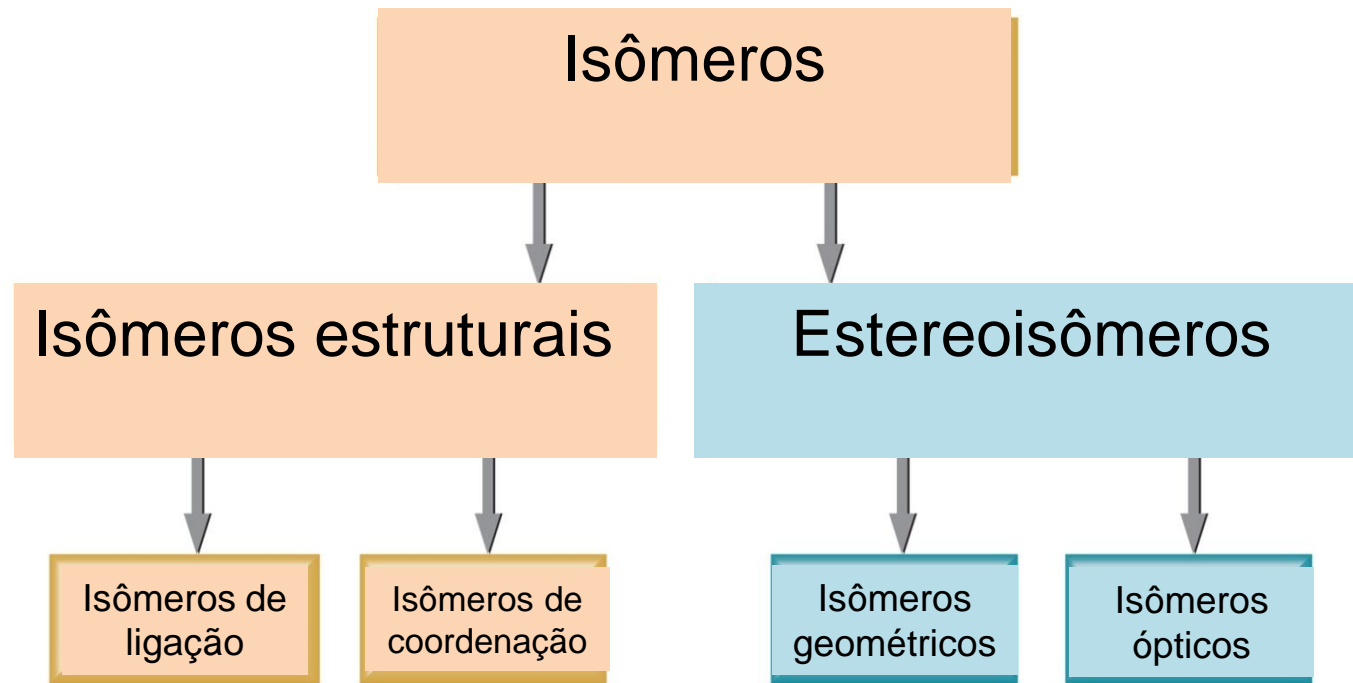 Isômeros
Isômeros estruturais
Estereoisômeros
Isômeros de
ligação
Isômeros de
coordenação
Isômeros
geométricos
Isômeros
ópticos